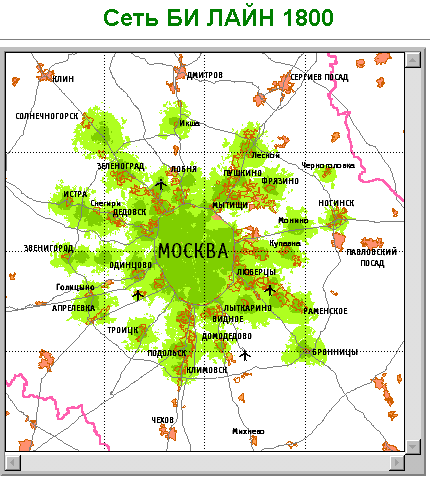 Сеть БИ ЛАЙН 1800
КЛИН
ДМИТРОВ
СЕРГИЕВ ПОСАД
СОЛНЕЧНОГОРСК
Икша
Лесной
ЗЕЛЕНОГРАД
ЛОБНЯ
ПУШКИНО
Черноголовка
ФРЯЗИНО
ИСТРА
Снегири
ДЕДОВСК
МЫТИЩИ
НОГИНСК
Монино
ЗВЕНИГОРОД
МОСКВА
Купавна
ПАВЛОВСКИЙ
ПОСАД
ОДИНЦОВО
ЛЮБЕРЦЫ
Голицыно
АПРЕЛЕВКА
ЛЫТКАРИНО
РАМЕНСКОЕ
ВИДНОЕ
ТРОИЦК
ДОМОДЕДОВО
ПОДОЛЬСК
БРОННИЦЫ
КЛИМОВСК
ЧЕХОВ
Михнево